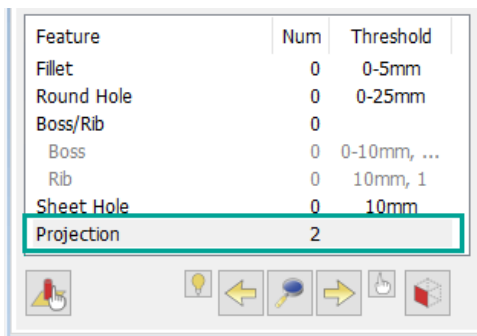 Feature Num Threshold
Fillet 0 0-5mm
Round Hole 0 0-25mm
Boss/Rib 0
Boss 0 0-10mm, ...
Rib 0 10mm, 1
Sheet Hole 0 10mm
Projection 2